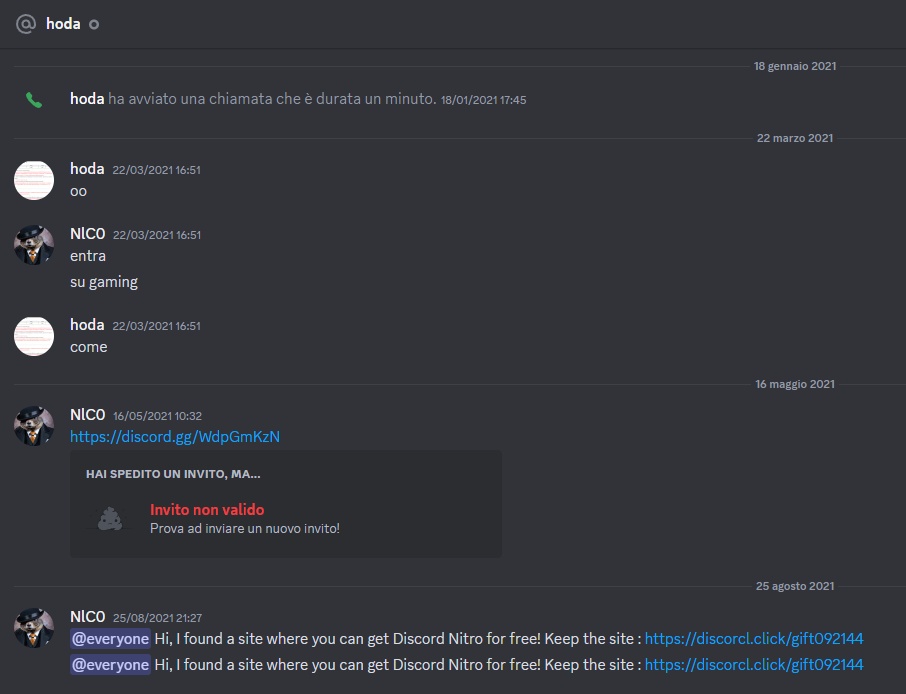 hoda
18 gennaio 2021
hoda ha avviato una chiamata che è durata un minuto. 18/01/2021 17:45
22 marzo 2021
hoda 22/03/2021 16:51
oo
NlC0 22/03/2021 16:51
entra
su gaming
hoda 22/03/2021 16:51
come
16 maggio 2021
NlC0 16/05/2021 10:32
https://discord.gg/WdpGmKzN
HAI SPEDITO UN INVITO, MA...
Invito non valido
Prova ad inviare un nuovo invito!
25 agosto 2021
NlC0 25/08/2021 21:27
@everyone Hi, I found a site where you can get Discord Nitro for free! Keep the site : https://discorcl.click/gift092144
@everyone Hi, I found a site where you can get Discord Nitro for free! Keep the site : https://discorcl.click/gift092144